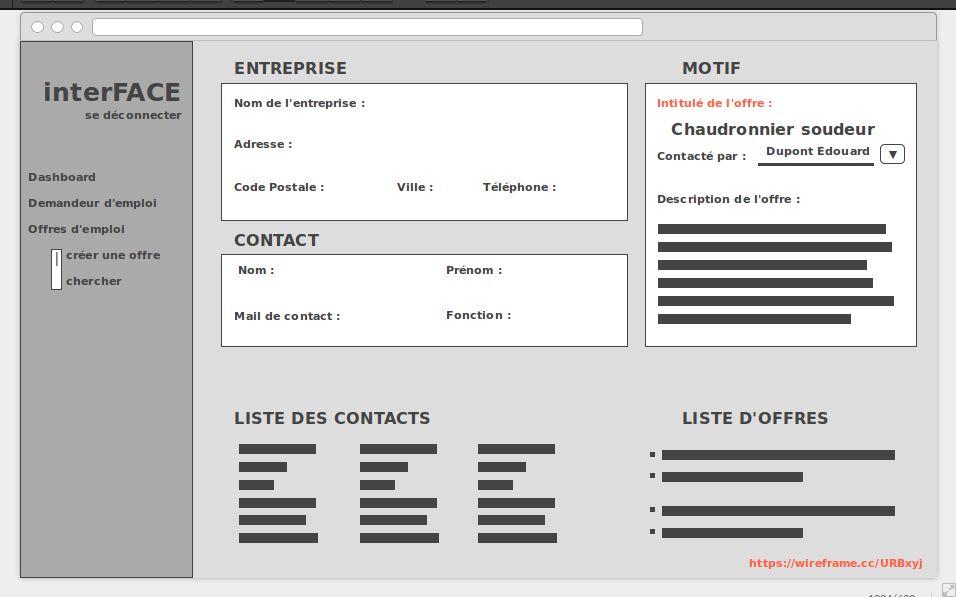 interFACE
se déconnecter
Dashboard
Demandeur d'emploi
Offres d'emploi
créer une offre
chercher
ENTREPRISE
Nom de l'entreprise :
Adresse :
Code Postale : Ville : Téléphone :
CONTACT
Nom : Prénom :
Mail de contact : Fonction :
MOTIF
Intitulé de l'offre :
Chaudronnier soudeur
Contacté par : Dupont Edouard ▼
Description de l'offre :
LISTE DES CONTACTS
LISTE D'OFFRES
https://wireframe.cc/URBxyj